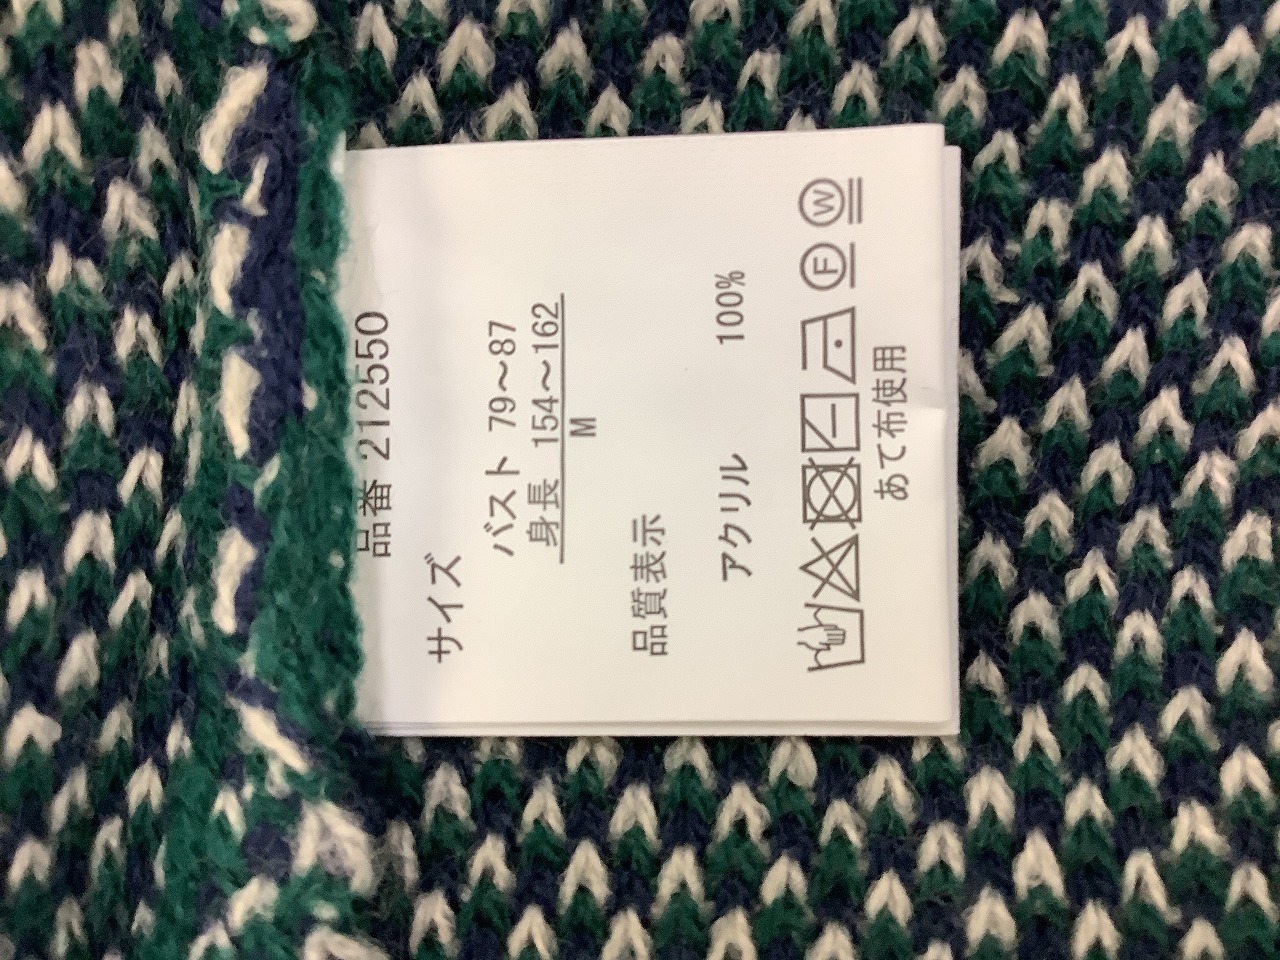 品番 212550
サイズ
バスト 79〜87
身長 154〜162
M
品質表示
アクリル 100%
F W
あて布使用